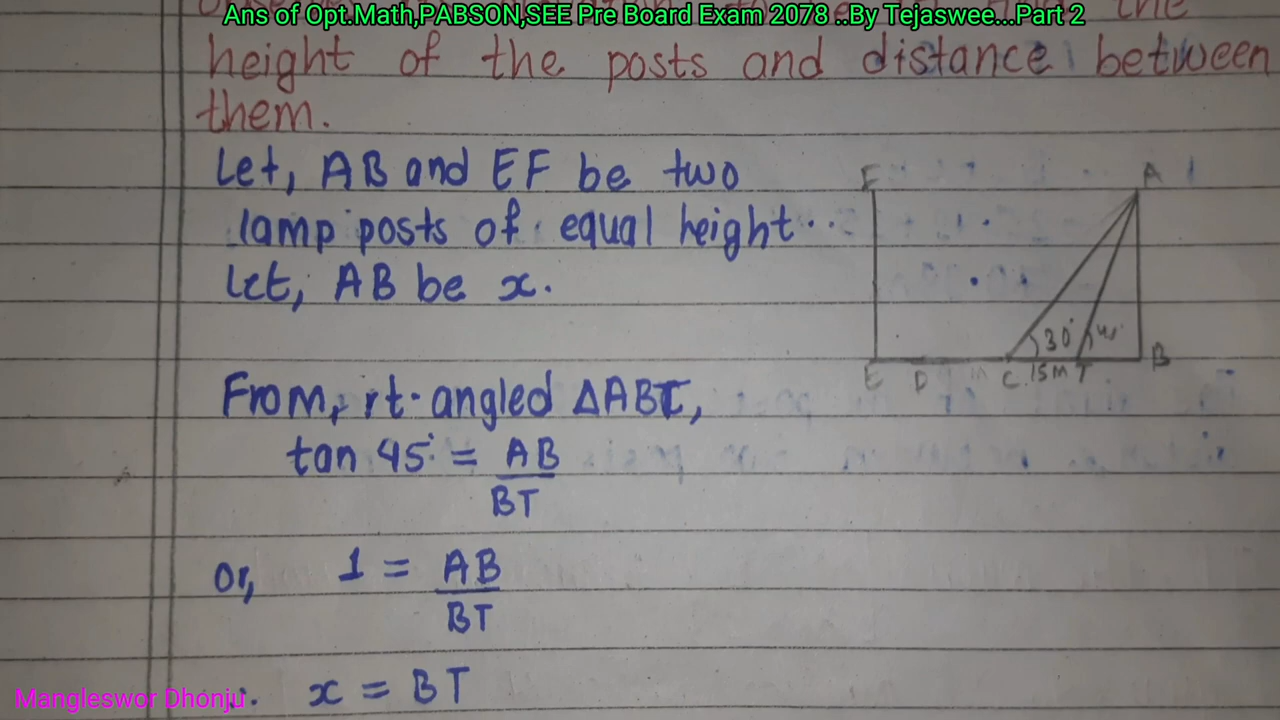 Ans of Opt.Math,PABSON,SEE Pre Board Exam 2078 ..By Tejaswee...Part 2
the
height of the posts and distance between
them.
Let, AB and EF be two
lamp posts of equal height..
Let, AB be x.
F A
30° 45°
E D C 15m T B
From, rt. angled ΔABT,
tan 45° = AB
BT
or, 1 = AB
BT
∴ x = BT
Mangleswor Dhonju